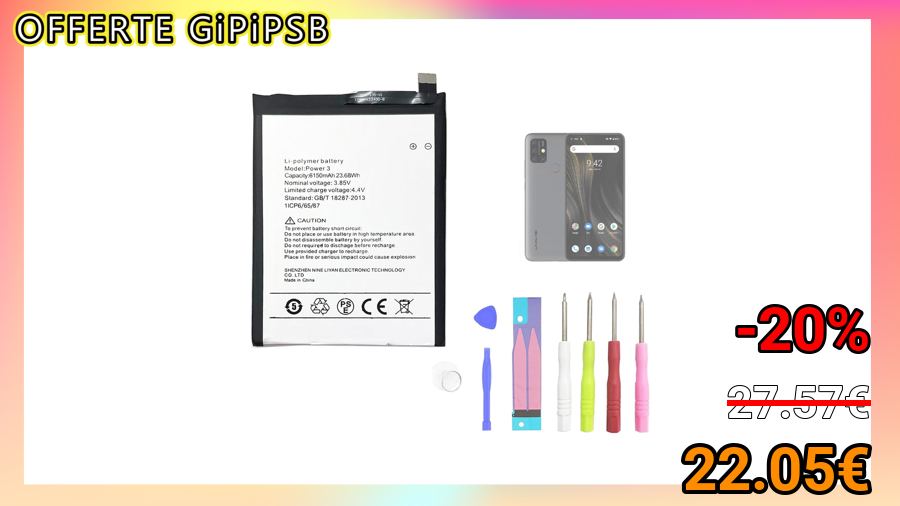 OFFERTE GiPiPSB
Li-polymer battery
Model:Power 3
Capacity:6150mAh 23.68Wh
Nominal voltage: 3.85V
Limited charge voltage:4.4V
Standard: GB/T 18287-2013
1ICP6/65/87
CAUTION
To prevent battery short circuit:
Do not place or use battery in high temperature area.
Do not disassemble battery by yourself.
Do not required to discharge before recharge.
Use provided charger to recharge.
Place in fire or serious impact could cause explosion
SHENZHEN NINE LIYAN ELECTRONIC TECHNOLOGY
CO. LTD
Made in China
5
PS
E
CE
9:42
-20%
27.57€
22.05€